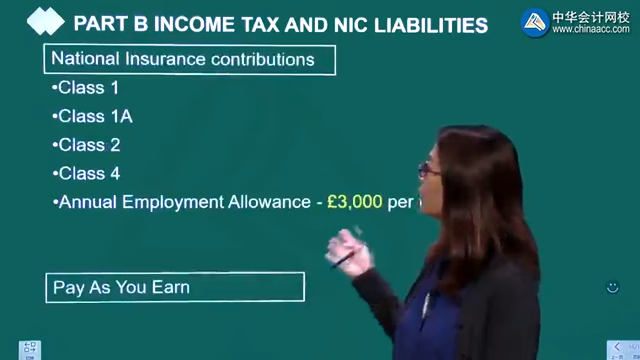 PART B INCOME TAX AND NIC LIABILITIES
中华会计网校
www.chinaacc.com
National Insurance contributions
•Class 1
•Class 1A
•Class 2
•Class 4
•Annual Employment Allowance - £3,000 per
Pay As You Earn